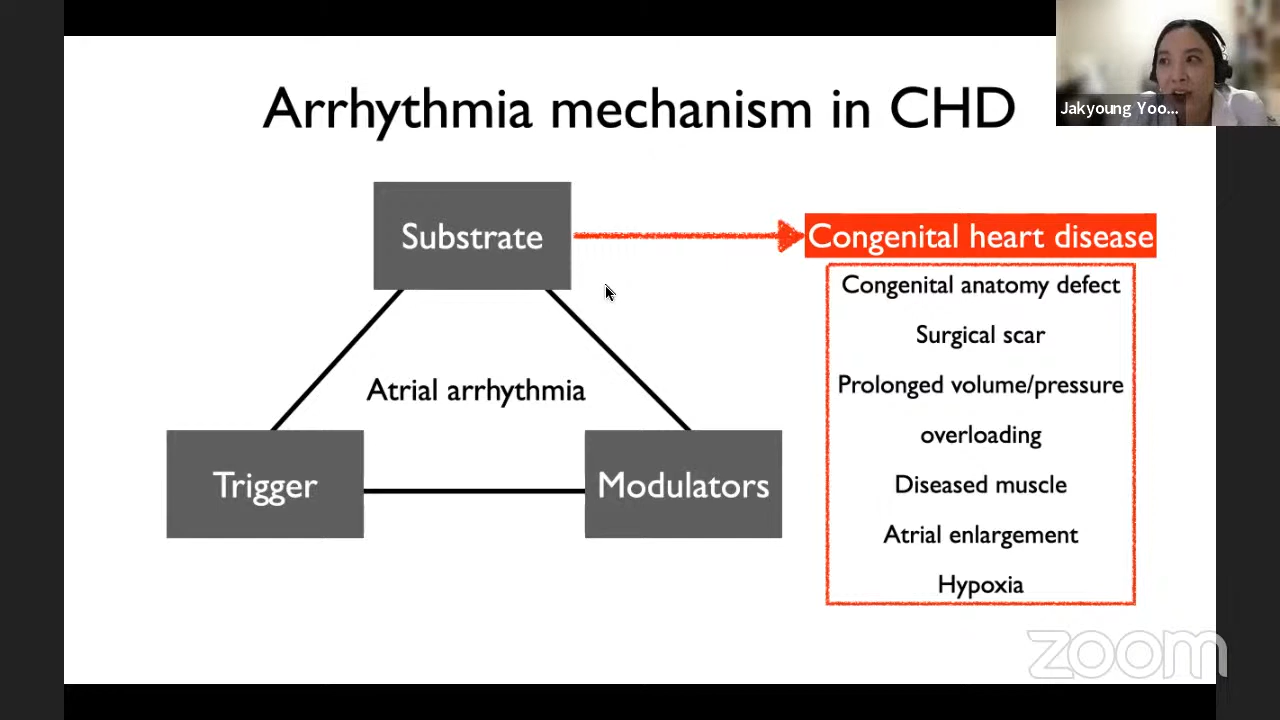 Arrhythmia mechanism in CHD
Jakyoung Yoo...
Substrate
Congenital heart disease
Congenital anatomy defect
Surgical scar
Prolonged volume/pressure
overloading
Diseased muscle
Atrial enlargement
Hypoxia
Atrial arrhythmia
Trigger
Modulators
zoom